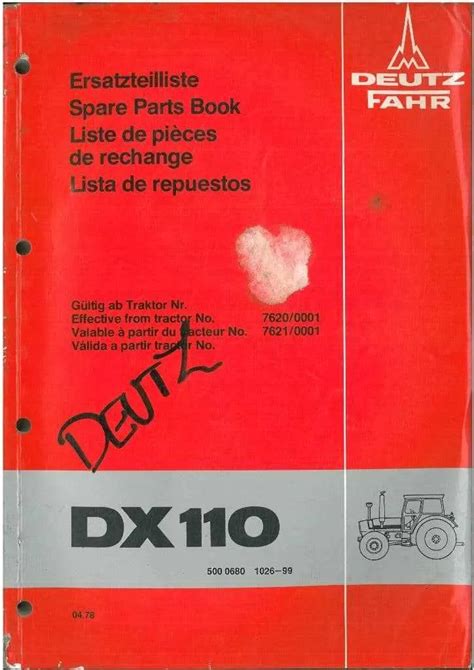 DEUTZ
FAHR
Ersatzteilliste
Spare Parts Book
Liste de pièces
de rechange
Lista de repuestos
Gültig ab Traktor Nr.
Effective from tractor No. 7620/0001
Valable à partir du tracteur No. 7621/0001
Válida a partir tractor No.
DEUTZ
DX 110
500 0680 1026-99
04.78